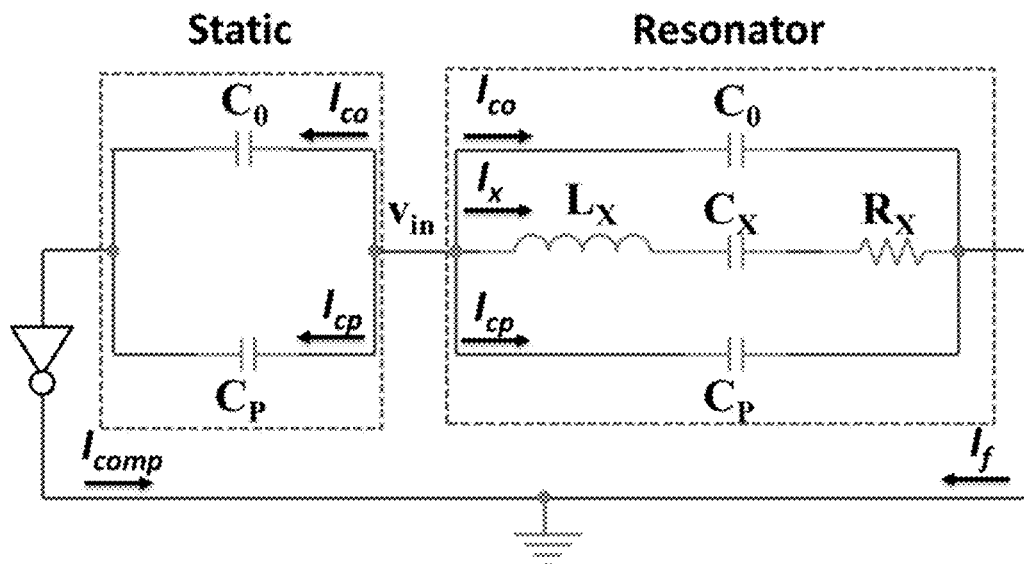 Static
Resonator
C0
Ico
Ico
C0
Ix
LX
CX
RX
vin
Icp
Icp
CP
CP
Icomp
If